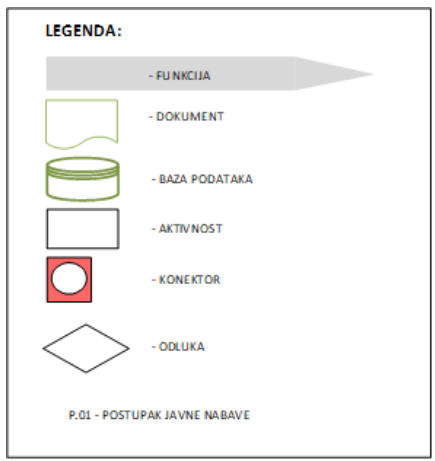 LEGENDA:
- FUNKCIJA
- DOKUMENT
- BAZA PODATAKA
- AKTIVNOST
- KONEKTOR
- ODLUKA
P.01 - POSTUPAK JAVNE NABAVE